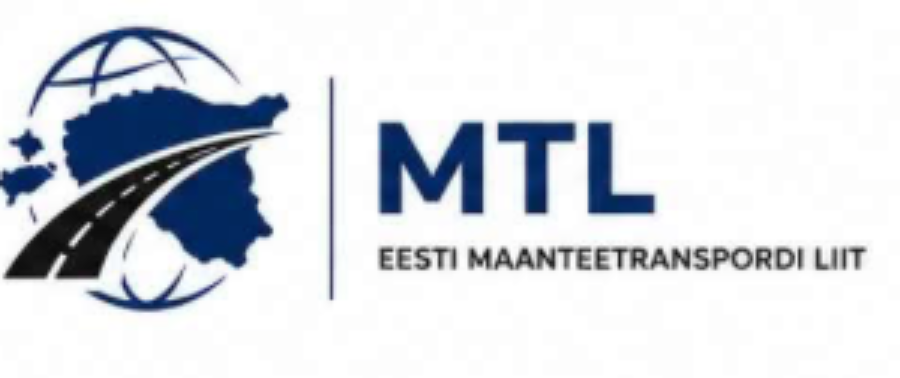 MTL
EESTI MAANTEETRANSPORDI LIIT